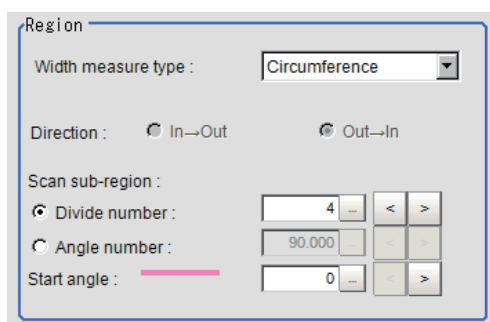 Region
Width measure type : Circumference
Direction : In→Out Out→In
Scan sub-region :
Divide number : 4 ... < >
Angle number : 90.000 ... < >
Start angle : 0 ... < >